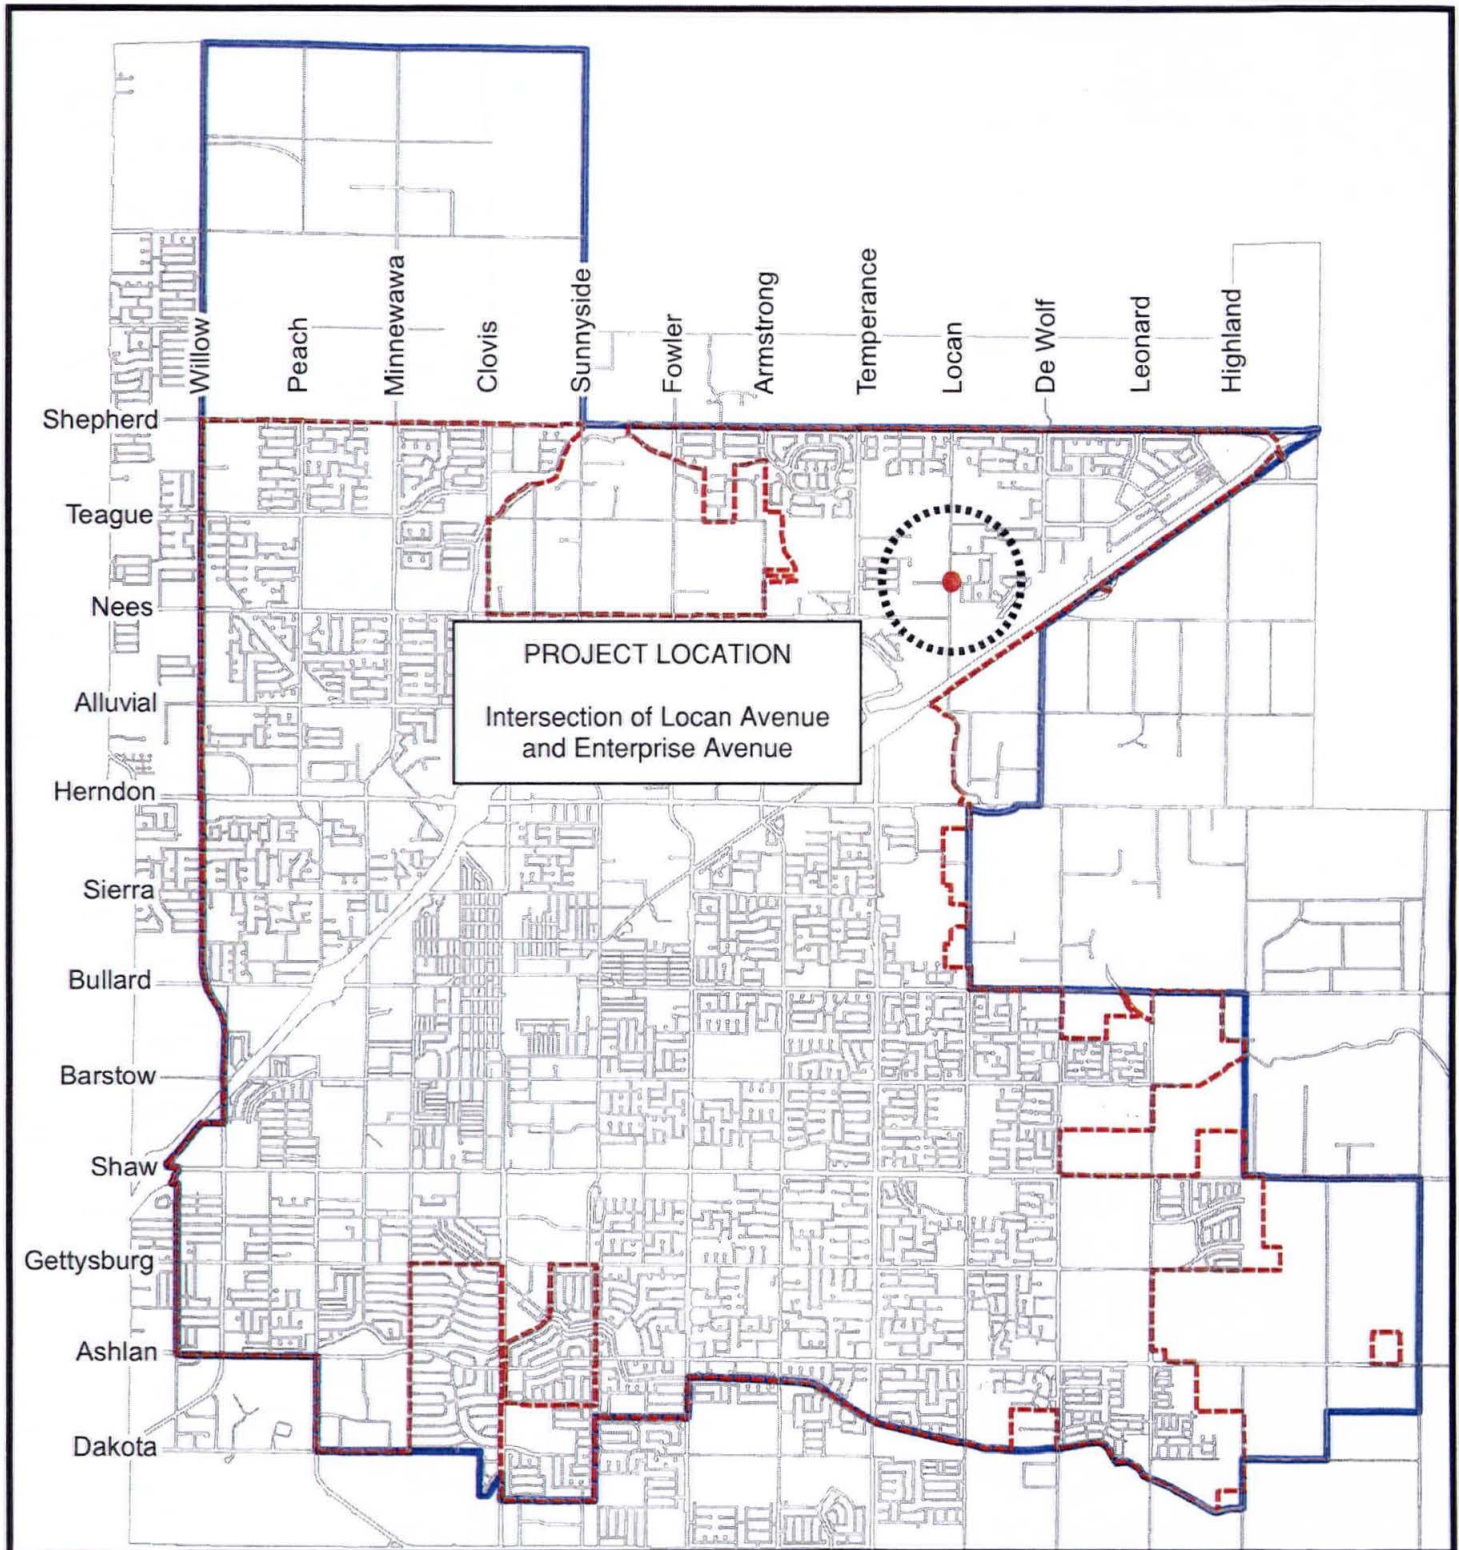 Willow
Peach
Minnewawa
Clovis
Sunnyside
Fowler
Armstrong
Temperance
Locan
De Wolf
Leonard
Highland
Shepherd
Teague
Nees
Alluvial
Herndon
Sierra
Bullard
Barstow
Shaw
Gettysburg
Ashlan
Dakota
PROJECT LOCATION
Intersection of Locan Avenue
and Enterprise Avenue